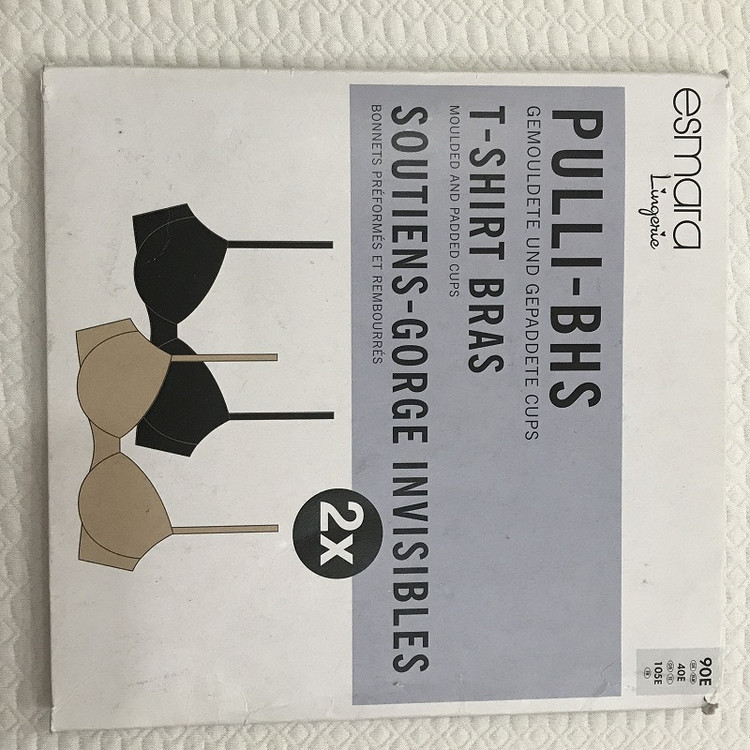 esmara
Lingerie
PULLI-BHS
GEMOULDETE UND GEPADDETE CUPS
T-SHIRT BRAS
MOULDED AND PADDED CUPS
SOUTIENS-GORGE INVISIBLES
BONNETS PRÉFORMÉS ET REMBOURRÉS
2x
90E
40E
105E